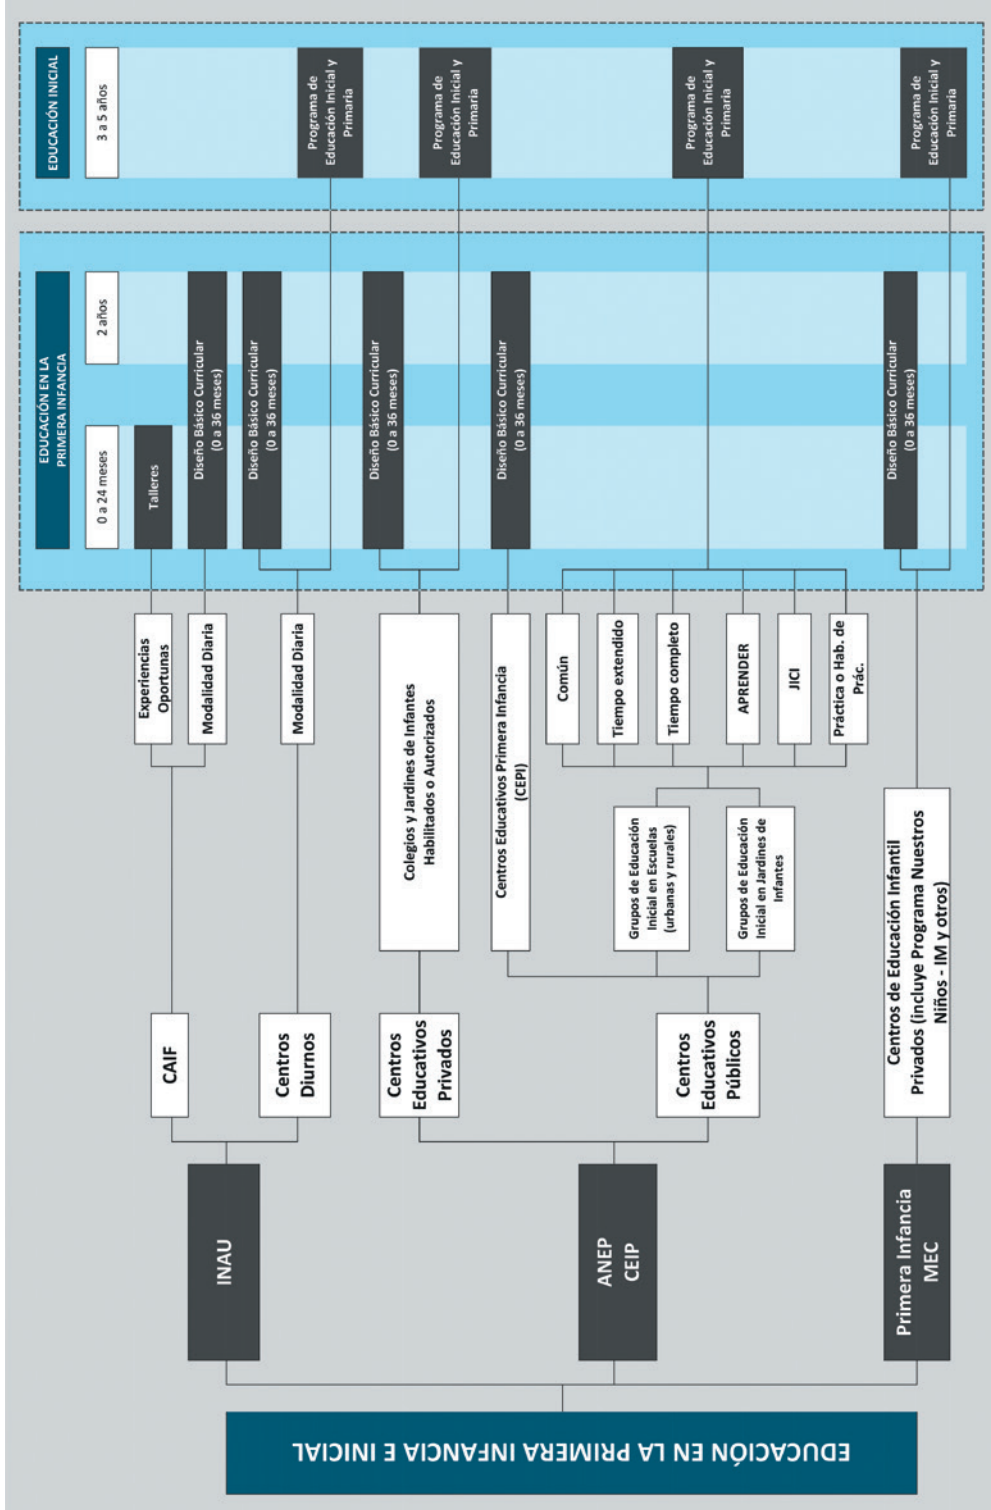 EDUCACIÓN EN LA PRIMERA INFANCIA E INICIAL
INAU
ANEP
CEIP
Primera Infancia
MEC
CAIF
Centros
Diurnos
Centros
Educativos
Privados
Centros
Educativos
Públicos
Centros de Educación Infantil
Privados (incluye Programa Nuestros
Niños - IM y otros)
Colegios y Jardines de Infantes
Habilitados o Autorizados
Centros Educativos Primera Infancia
(CEPI)
Grupos de Educación
Inicial en Escuelas
(urbanas y rurales)
Grupos de Educación
Inicial en Jardines de
Infantes
Experiencias
Oportunas
Modalidad Diaria
Modalidad Diaria
Común
Tiempo extendido
Tiempo completo
APRENDER
JICI
Práctica o Hab. de
Prác.
EDUCACIÓN EN LA
PRIMERA INFANCIA
0 a 24 meses
2 años
Talleres
Diseño Básico Curricular
(0 a 36 meses)
Diseño Básico Curricular
(0 a 36 meses)
Diseño Básico Curricular
(0 a 36 meses)
Diseño Básico Curricular
(0 a 36 meses)
Diseño Básico Curricular
(0 a 36 meses)
EDUCACIÓN INICIAL
3 a 5 años
Programa de
Educación Inicial y
Primaria
Programa de
Educación Inicial y
Primaria
Programa de
Educación Inicial y
Primaria
Programa de
Educación Inicial y
Primaria